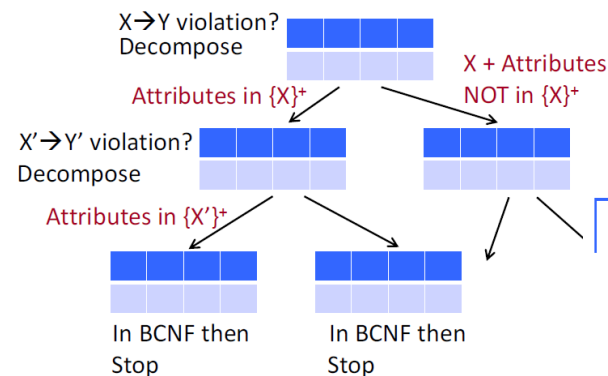 X→Y violation?
Decompose
X + Attributes
NOT in {X}⁺
Attributes in {X}⁺
X'→Y' violation?
Decompose
Attributes in {X'}⁺
In BCNF then
Stop
In BCNF then
Stop